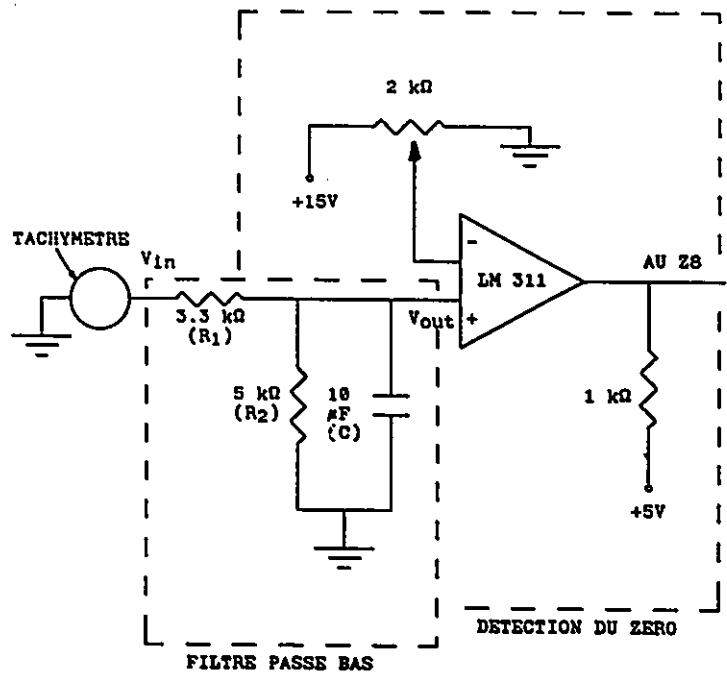 2 kΩ
+15V
TACHYMETRE
Vin
3.3 kΩ
(R1)
-
LM 311
+
Vout
AU Z8
5 kΩ
(R2)
10
µF
(C)
1 kΩ
+5V
DETECTION DU ZERO
FILTRE PASSE BAS